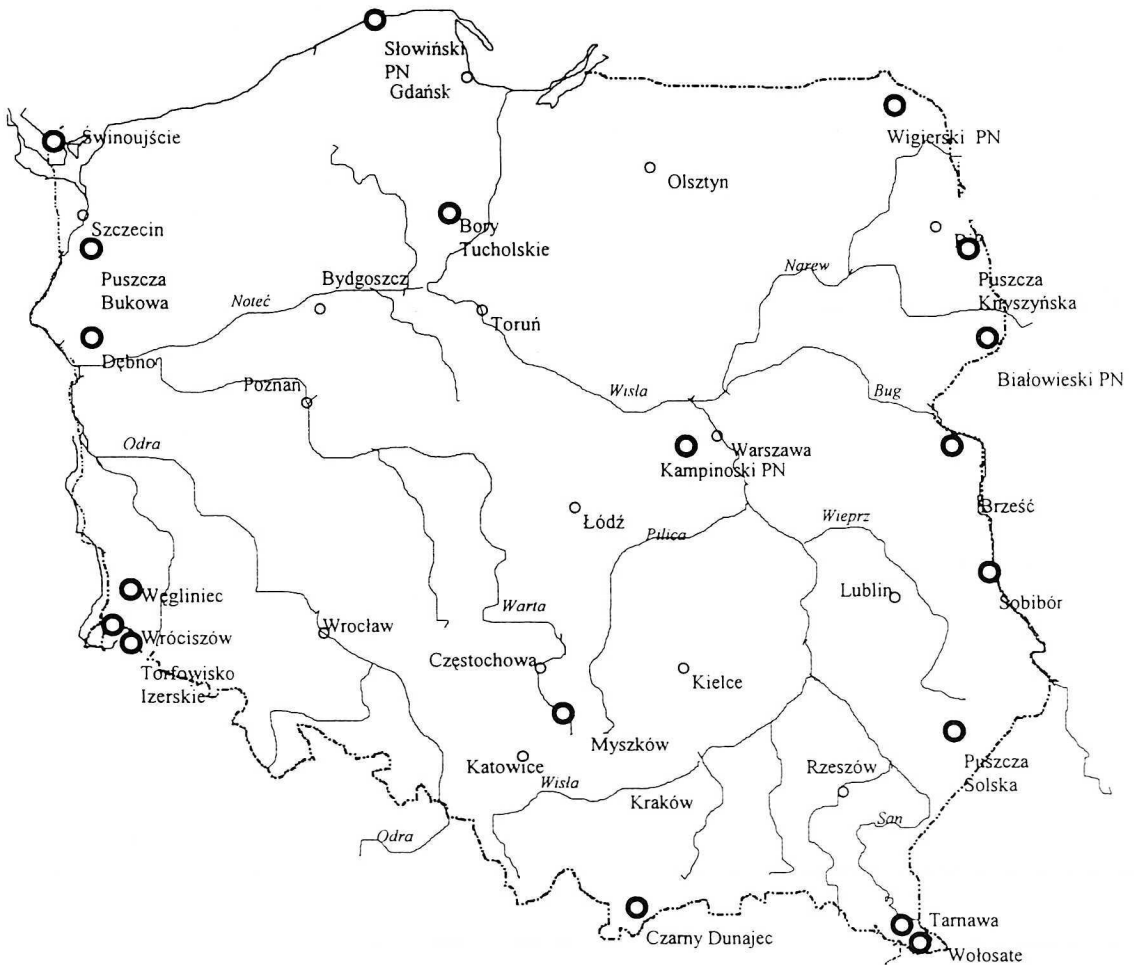 Słowiński
PN
Gdańsk
Świnoujście
Wigierski PN
Olsztyn
Szczecin
Bory
Tucholskie
Puszcza
Bukowa
Bydgoszcz
Narew
Puszcza
Knyszyńska
Noteć
Toruń
Dębno
Białowieski PN
Poznań
Wisła
Bug
Odra
Warszawa
Kampinoski PN
Brześć
Łódź
Pilica
Wieprz
Węgliniec
Lublin
Sobibór
Warta
Wróciszów
Wrocław
Częstochowa
Kielce
Torfowisko
Izerskie
Myszków
Katowice
Rzeszów
Puszcza
Solska
Wisła
Kraków
Odra
San
Tarnawa
Czarny Dunajec
Wołosate